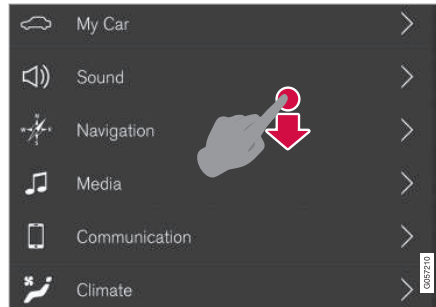 My Car
Sound
Navigation
Media
Communication
Climate
G057210